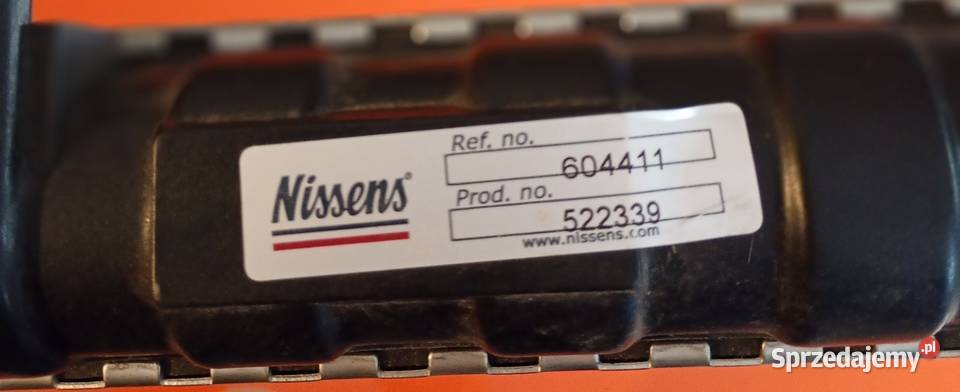 Nissens®
Ref. no.
604411
Prod. no.
522339
www.nissens.com
Sprzedajemy.pl